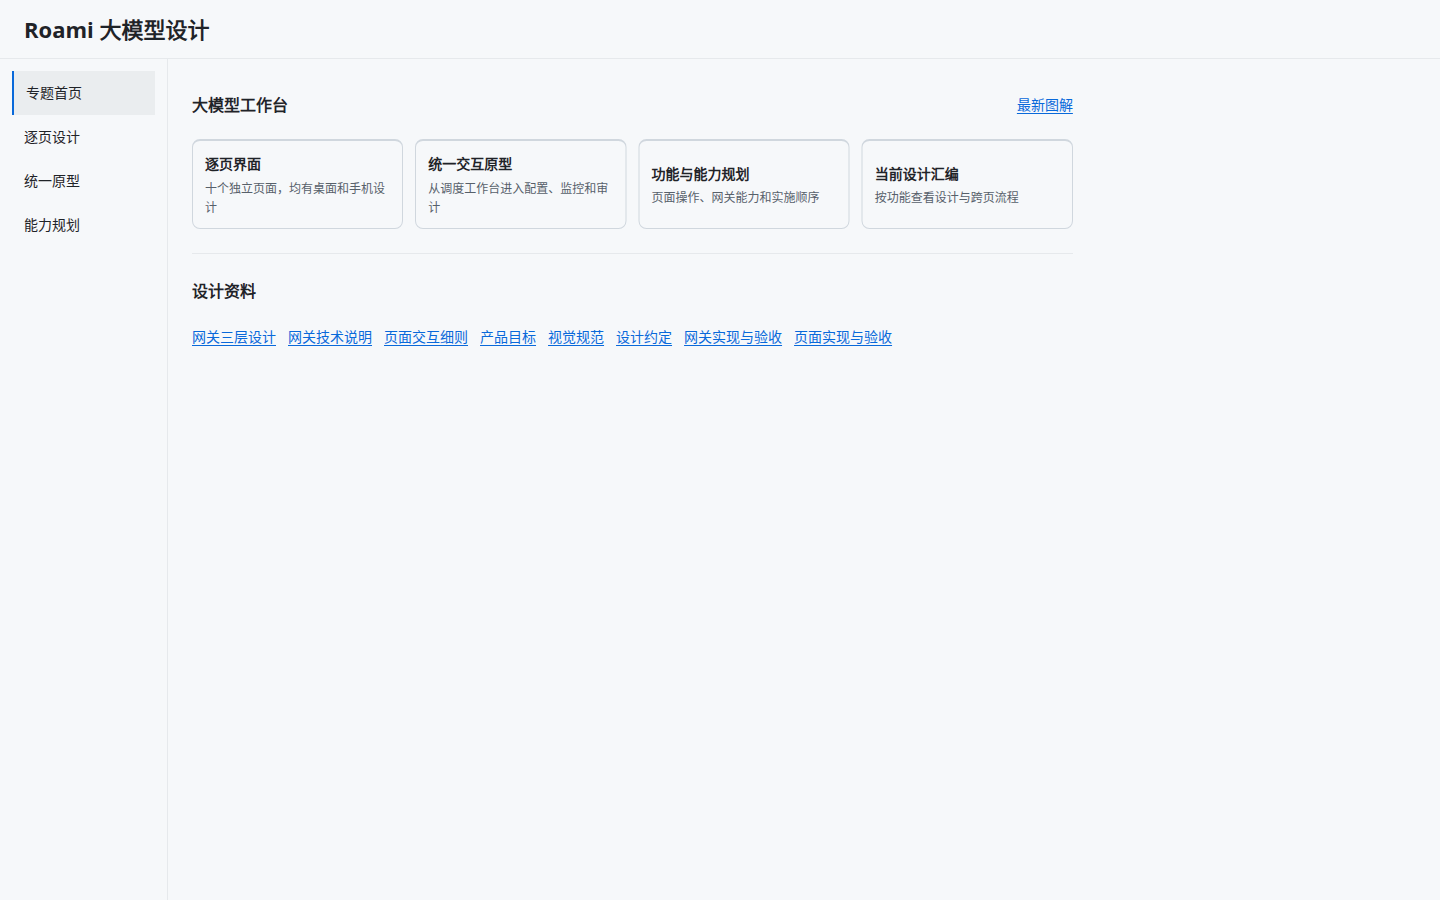 Roami 大模型设计
专题首页
逐页设计
统一原型
能力规划
大模型工作台
最新图解
逐页界面
十个独立页面，均有桌面和手机设
计
统一交互原型
从调度工作台进入配置、监控和审
计
功能与能力规划
页面操作、网关能力和实施顺序
当前设计汇编
按功能查看设计与跨页流程
设计资料
网关三层设计 网关技术说明 页面交互细则 产品目标 视觉规范 设计约定 网关实现与验收 页面实现与验收